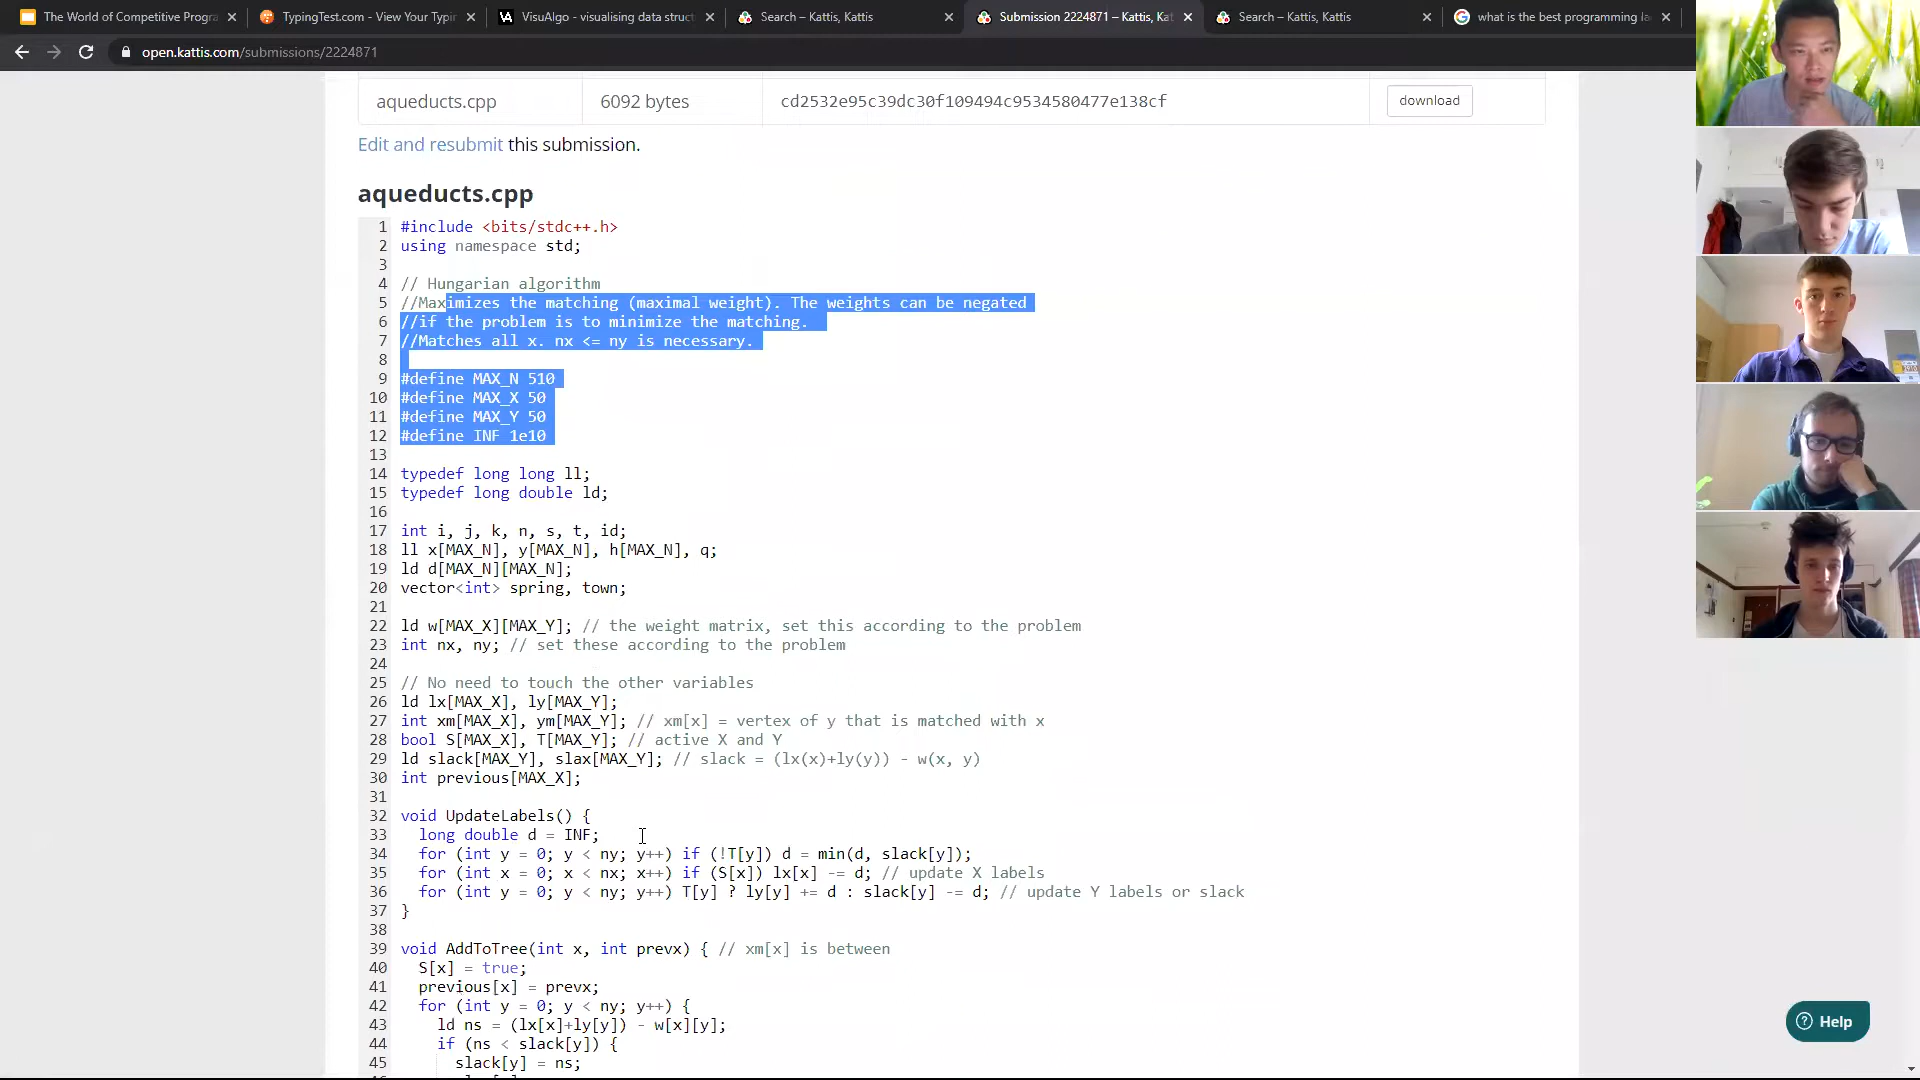 The World of Competitive Progra
TypingTest.com - View Your Typin
VisuAlgo - visualising data struct
Search – Kattis, Kattis
Submission 2224871 – Kattis, Kat
Search – Kattis, Kattis
what is the best programming la
open.kattis.com/submissions/2224871
aqueducts.cpp 6092 bytes cd2532e95c39dc30f109494c9534580477e138cf download
Edit and resubmit this submission.
aqueducts.cpp
1 #include <bits/stdc++.h>
2 using namespace std;
3
4 // Hungarian algorithm
5 //Maximizes the matching (maximal weight). The weights can be negated
6 //if the problem is to minimize the matching.
7 //Matches all x. nx <= ny is necessary.
8
9 #define MAX_N 510
10 #define MAX_X 50
11 #define MAX_Y 50
12 #define INF 1e10
13
14 typedef long long ll;
15 typedef long double ld;
16
17 int i, j, k, n, s, t, id;
18 ll x[MAX_N], y[MAX_N], h[MAX_N], q;
19 ld d[MAX_N][MAX_N];
20 vector<int> spring, town;
21
22 ld w[MAX_X][MAX_Y]; // the weight matrix, set this according to the problem
23 int nx, ny; // set these according to the problem
24
25 // No need to touch the other variables
26 ld lx[MAX_X], ly[MAX_Y];
27 int xm[MAX_X], ym[MAX_Y]; // xm[x] = vertex of y that is matched with x
28 bool S[MAX_X], T[MAX_Y]; // active X and Y
29 ld slack[MAX_Y], slax[MAX_Y]; // slack = (lx(x)+ly(y)) - w(x, y)
30 int previous[MAX_X];
31
32 void UpdateLabels() {
33 long double d = INF;
34 for (int y = 0; y < ny; y++) if (!T[y]) d = min(d, slack[y]);
35 for (int x = 0; x < nx; x++) if (S[x]) lx[x] -= d; // update X labels
36 for (int y = 0; y < ny; y++) T[y] ? ly[y] += d : slack[y] -= d; // update Y labels or slack
37 }
38
39 void AddToTree(int x, int prevx) { // xm[x] is between
40 S[x] = true;
41 previous[x] = prevx;
42 for (int y = 0; y < ny; y++) {
43 ld ns = (lx[x]+ly[y]) - w[x][y];
44 if (ns < slack[y]) {
45 slack[y] = ns;
Help